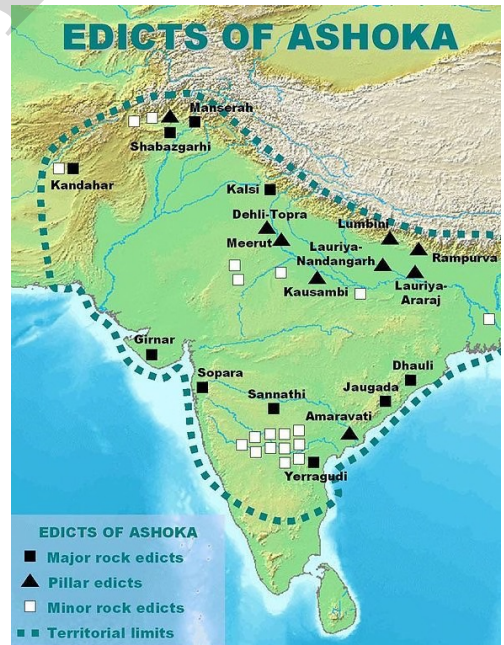 EDICTS OF ASHOKA
Manserah
Shabazgarhi
Kandahar
Kalsi
Dehli-Topra
Lumbini
Meerut
Lauriya-
Nandangarh
Rampurva
Kausambi
Lauriya-
Araraj
Girnar
Sopara
Sannathi
Dhauli
Jaugada
Amaravati
Yerragudi
EDICTS OF ASHOKA
Major rock edicts
Pillar edicts
Minor rock edicts
Territorial limits